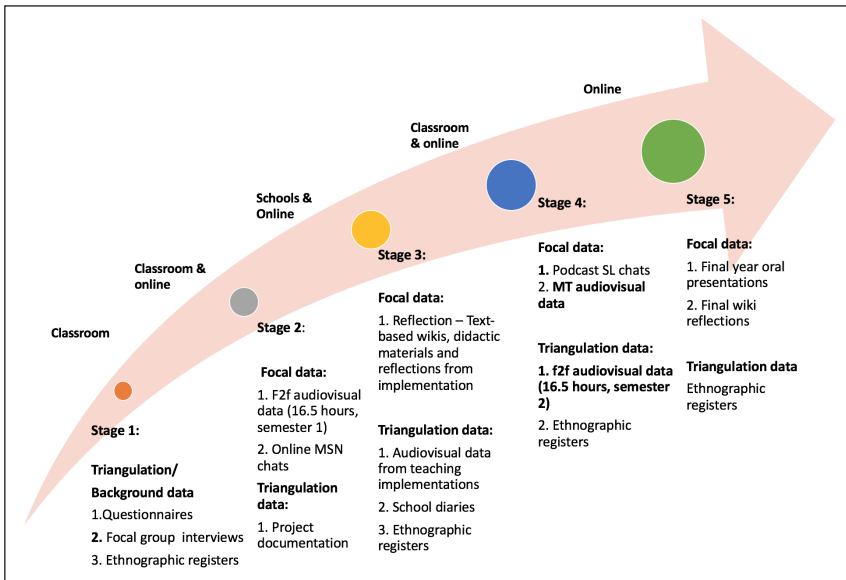 Classroom
Stage 1:
Triangulation/
Background data
1.Questionnaires
2. Focal group interviews
3. Ethnographic registers
Classroom &
online
Stage 2:
Focal data:
1. F2f audiovisual
data (16.5 hours,
semester 1)
2. Online MSN
chats
Triangulation
data:
1. Project
documentation
Schools &
Online
Stage 3:
Focal data:
1. Reflection – Text-
based wikis, didactic
materials and
reflections from
implementation
Triangulation data:
1. Audiovisual data
from teaching
implementations
2. School diaries
3. Ethnographic
registers
Classroom
& online
Stage 4:
Focal data:
1. Podcast SL chats
2. MT audiovisual
data
Triangulation data:
1. f2f audiovisual data
(16.5 hours, semester
2)
2. Ethnographic
registers
Online
Stage 5:
Focal data:
1. Final year oral
presentations
2. Final wiki
reflections
Triangulation data
Ethnographic
registers